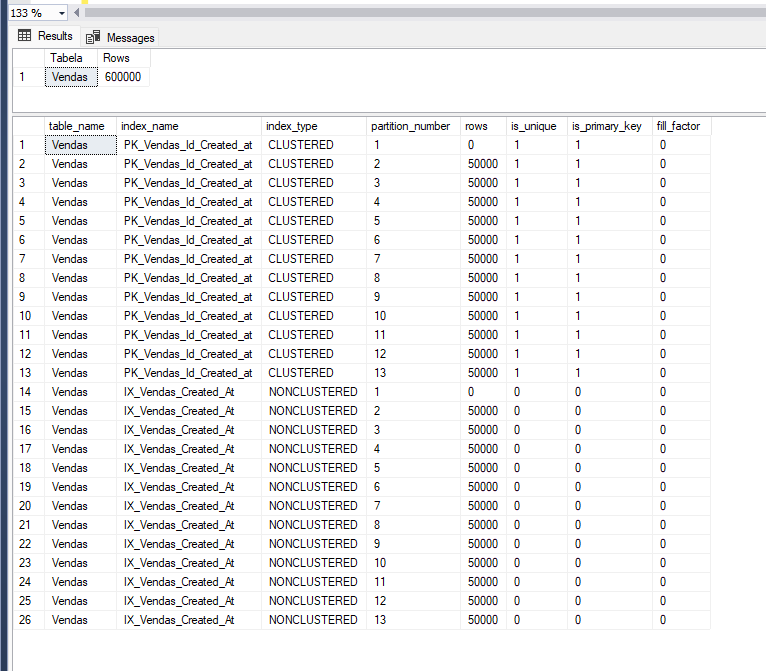 133 %
Results Messages
Tabela Rows
1 Vendas 600000
table_name index_name index_type partition_number rows is_unique is_primary_key fill_factor
1 Vendas PK_Vendas_Id_Created_at CLUSTERED 1 0 1 1 0
2 Vendas PK_Vendas_Id_Created_at CLUSTERED 2 50000 1 1 0
3 Vendas PK_Vendas_Id_Created_at CLUSTERED 3 50000 1 1 0
4 Vendas PK_Vendas_Id_Created_at CLUSTERED 4 50000 1 1 0
5 Vendas PK_Vendas_Id_Created_at CLUSTERED 5 50000 1 1 0
6 Vendas PK_Vendas_Id_Created_at CLUSTERED 6 50000 1 1 0
7 Vendas PK_Vendas_Id_Created_at CLUSTERED 7 50000 1 1 0
8 Vendas PK_Vendas_Id_Created_at CLUSTERED 8 50000 1 1 0
9 Vendas PK_Vendas_Id_Created_at CLUSTERED 9 50000 1 1 0
10 Vendas PK_Vendas_Id_Created_at CLUSTERED 10 50000 1 1 0
11 Vendas PK_Vendas_Id_Created_at CLUSTERED 11 50000 1 1 0
12 Vendas PK_Vendas_Id_Created_at CLUSTERED 12 50000 1 1 0
13 Vendas PK_Vendas_Id_Created_at CLUSTERED 13 50000 1 1 0
14 Vendas IX_Vendas_Created_At NONCLUSTERED 1 0 0 0 0
15 Vendas IX_Vendas_Created_At NONCLUSTERED 2 50000 0 0 0
16 Vendas IX_Vendas_Created_At NONCLUSTERED 3 50000 0 0 0
17 Vendas IX_Vendas_Created_At NONCLUSTERED 4 50000 0 0 0
18 Vendas IX_Vendas_Created_At NONCLUSTERED 5 50000 0 0 0
19 Vendas IX_Vendas_Created_At NONCLUSTERED 6 50000 0 0 0
20 Vendas IX_Vendas_Created_At NONCLUSTERED 7 50000 0 0 0
21 Vendas IX_Vendas_Created_At NONCLUSTERED 8 50000 0 0 0
22 Vendas IX_Vendas_Created_At NONCLUSTERED 9 50000 0 0 0
23 Vendas IX_Vendas_Created_At NONCLUSTERED 10 50000 0 0 0
24 Vendas IX_Vendas_Created_At NONCLUSTERED 11 50000 0 0 0
25 Vendas IX_Vendas_Created_At NONCLUSTERED 12 50000 0 0 0
26 Vendas IX_Vendas_Created_At NONCLUSTERED 13 50000 0 0 0